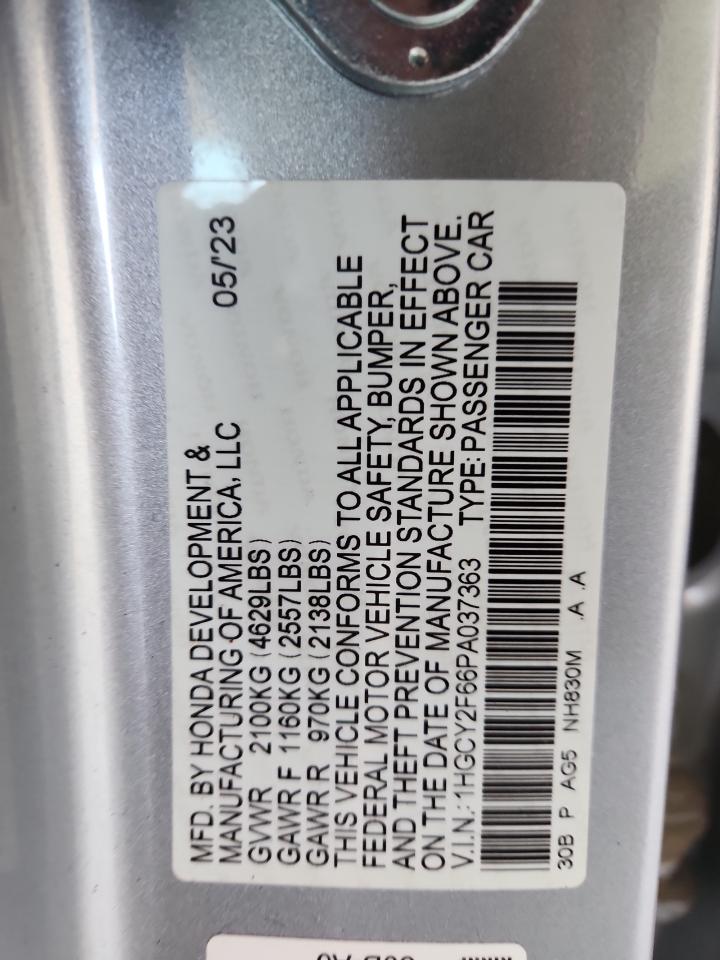 MFD. BY HONDA DEVELOPMENT &
MANUFACTURING OF AMERICA, LLC 05/'23
GVWR 2100KG (4629LBS)
GAWR F 1160KG (2557LBS)
GAWR R 970KG (2138LBS)
THIS VEHICLE CONFORMS TO ALL APPLICABLE
FEDERAL MOTOR VEHICLE SAFETY, BUMPER,
AND THEFT PREVENTION STANDARDS IN EFFECT
ON THE DATE OF MANUFACTURE SHOWN ABOVE.
V.I.N.: 1HGCY2F66PA037363 TYPE: PASSENGER CAR
30B P AG5 NH830M .A .A